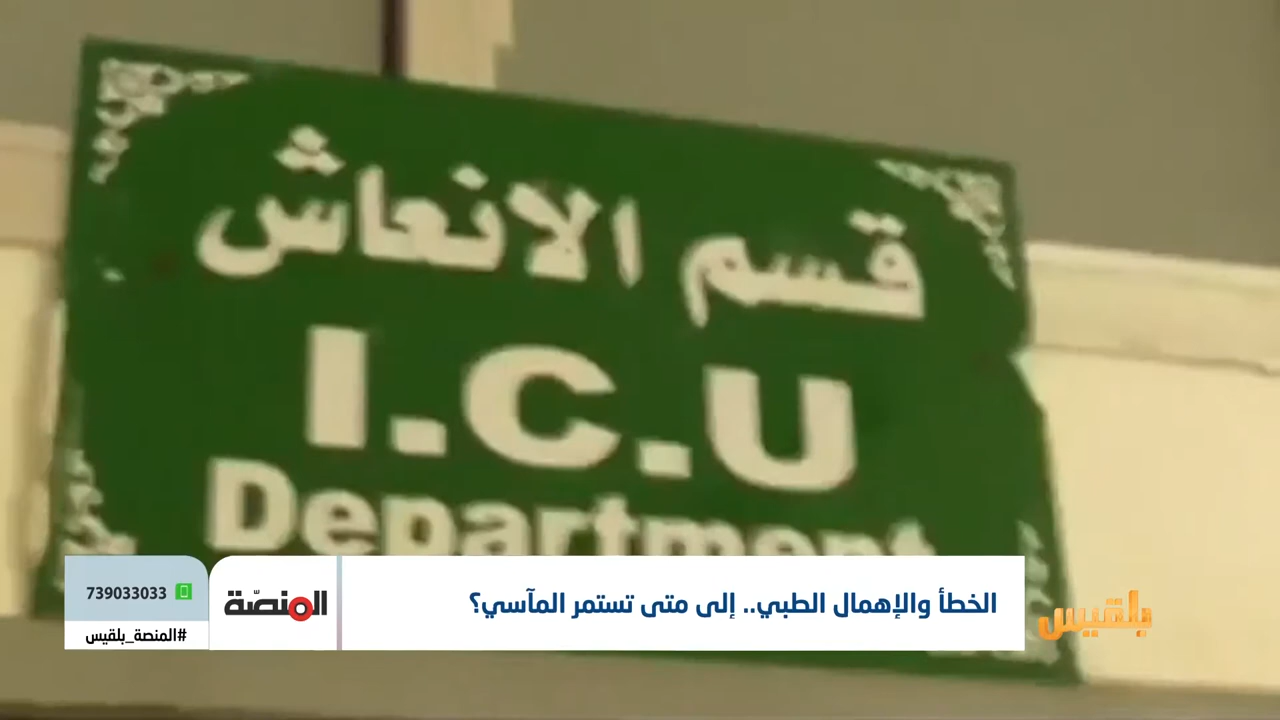 قسم الانعاش
I.C.U
Department
الخطأ والإهمال الطبي.. إلى متى تستمر المآسي؟
المنصّة
739033033
#المنصة_بلقيس
بلقيس